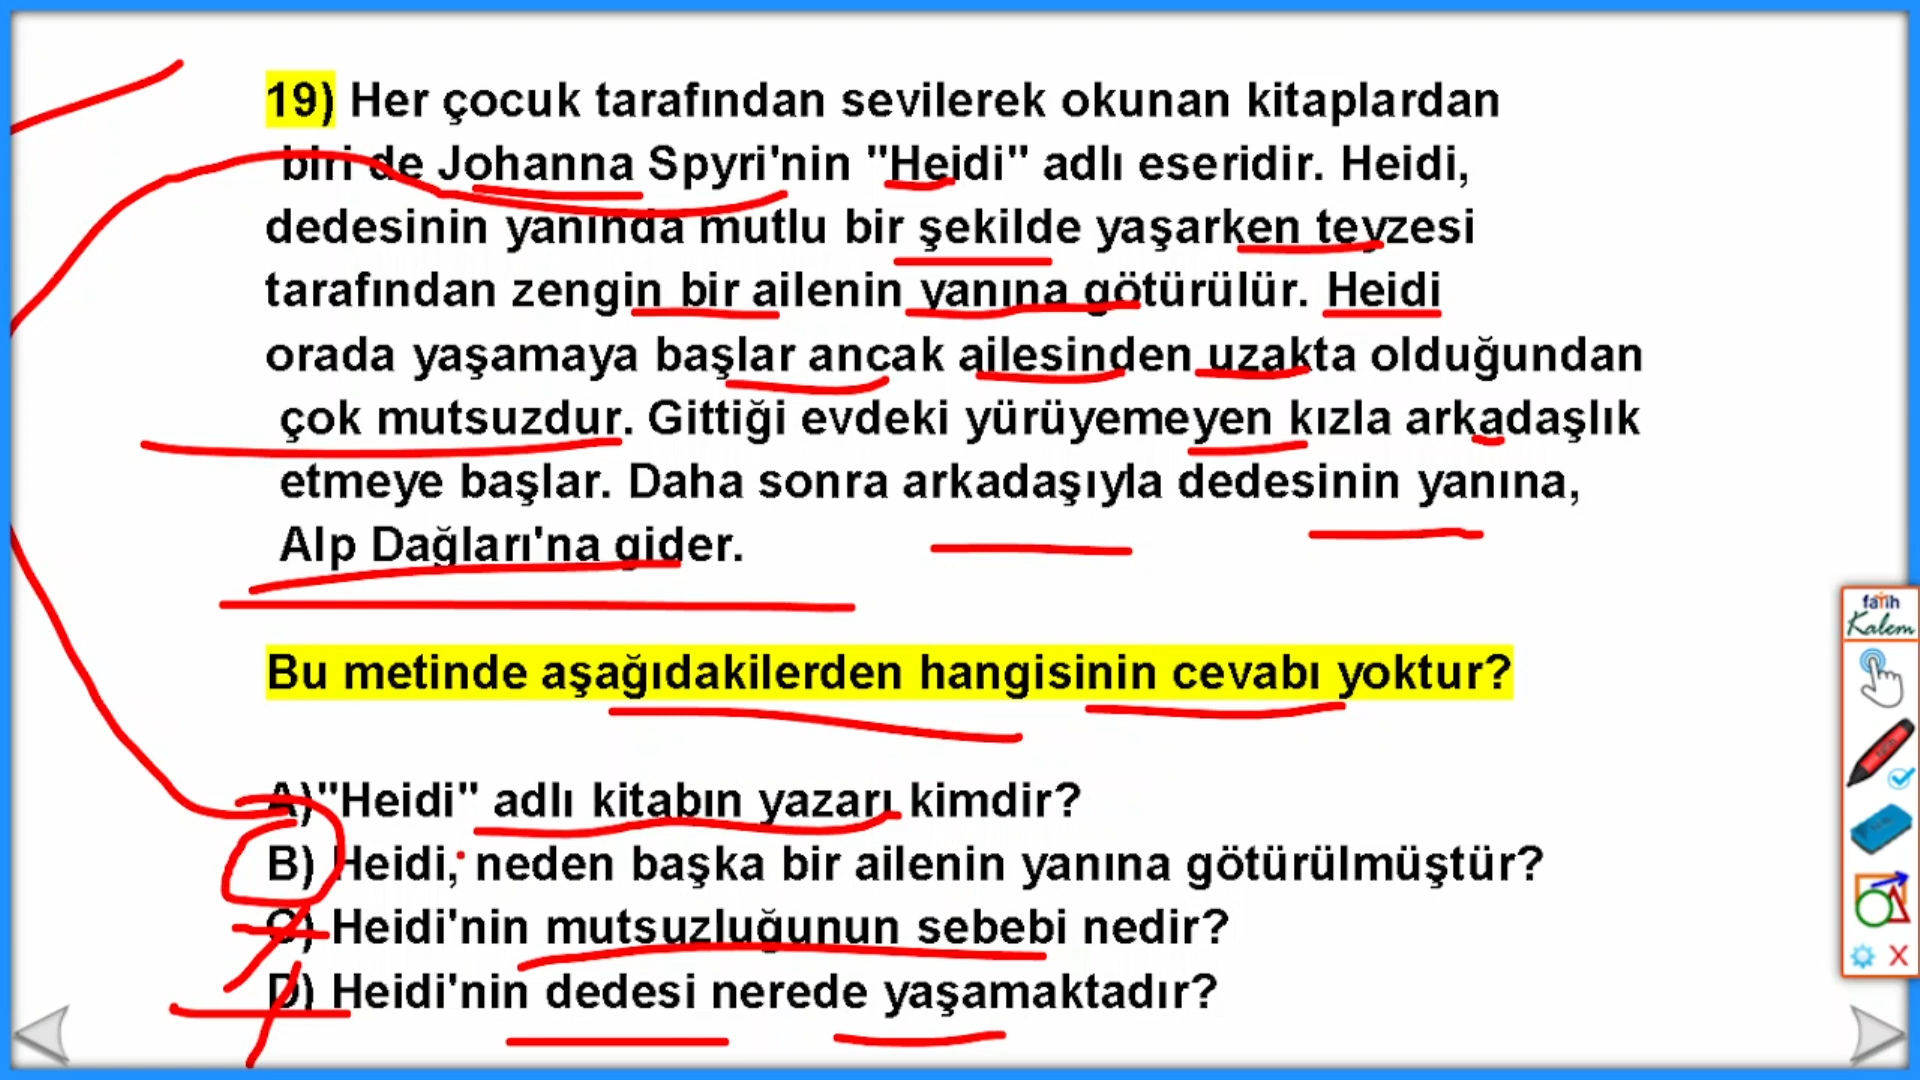 19) Her çocuk tarafından sevilerek okunan kitaplardan
biri de Johanna Spyri'nin "Heidi" adlı eseridir. Heidi,
dedesinin yanında mutlu bir şekilde yaşarken teyzesi
tarafından zengin bir ailenin yanına götürülür. Heidi
orada yaşamaya başlar ancak ailesinden uzakta olduğundan
çok mutsuzdur. Gittiği evdeki yürüyemeyen kızla arkadaşlık
etmeye başlar. Daha sonra arkadaşıyla dedesinin yanına,
Alp Dağları'na gider.
Bu metinde aşağıdakilerden hangisinin cevabı yoktur?
A)"Heidi" adlı kitabın yazarı kimdir?
B) Heidi, neden başka bir ailenin yanına götürülmüştür?
C) Heidi'nin mutsuzluğunun sebebi nedir?
D) Heidi'nin dedesi nerede yaşamaktadır?
fatih
Kalem
X